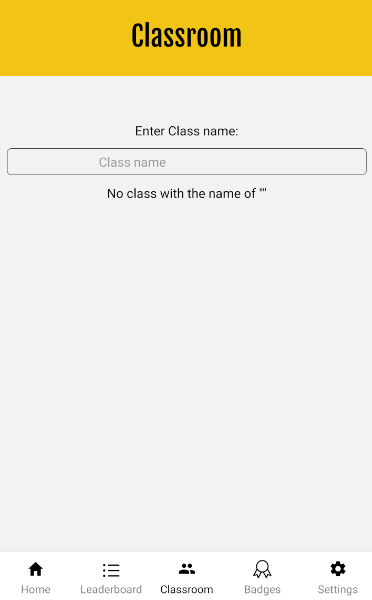 Classroom
Enter Class name:
Class name
No class with the name of ""
Home Leaderboard Classroom Badges Settings